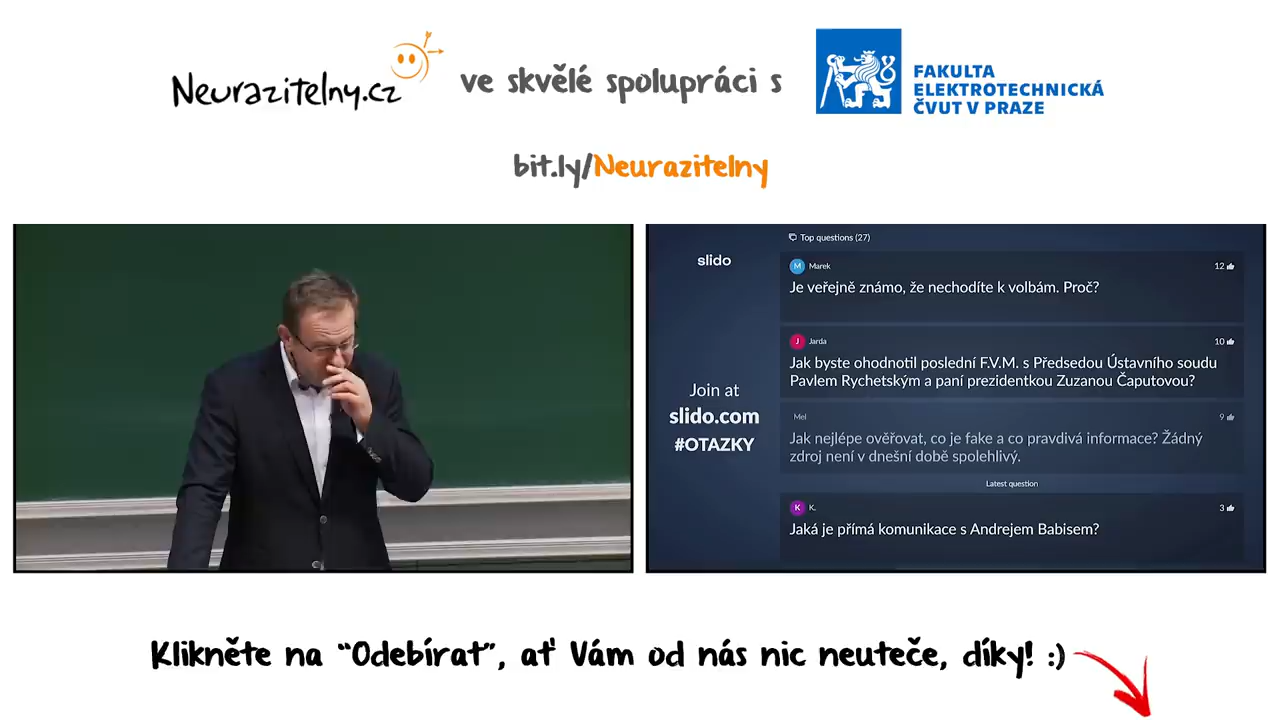 Neurazitelny.cz ve skvělé spolupráci s
FAKULTA
ELEKTROTECHNICKÁ
ČVUT V PRAZE
bit.ly/Neurazitelny
slido
Join at
slido.com
#OTAZKY
Top questions (27)
M Marek 12
Je veřejně známo, že nechodíte k volbám. Proč?
J Jarda 10
Jak byste ohodnotil poslední F.V.M. s Předsedou Ústavního soudu
Pavlem Rychetským a paní prezidentkou Zuzanou Čaputovou?
Mel 9
Jak nejlépe ověřovat, co je fake a co pravdivá informace? Žádný
zdroj není v dnešní době spolehlivý.
Latest question
K K. 3
Jaká je přímá komunikace s Andrejem Babisem?
Klikněte na “Odebírat”, ať Vám od nás nic neuteče, díky! :)